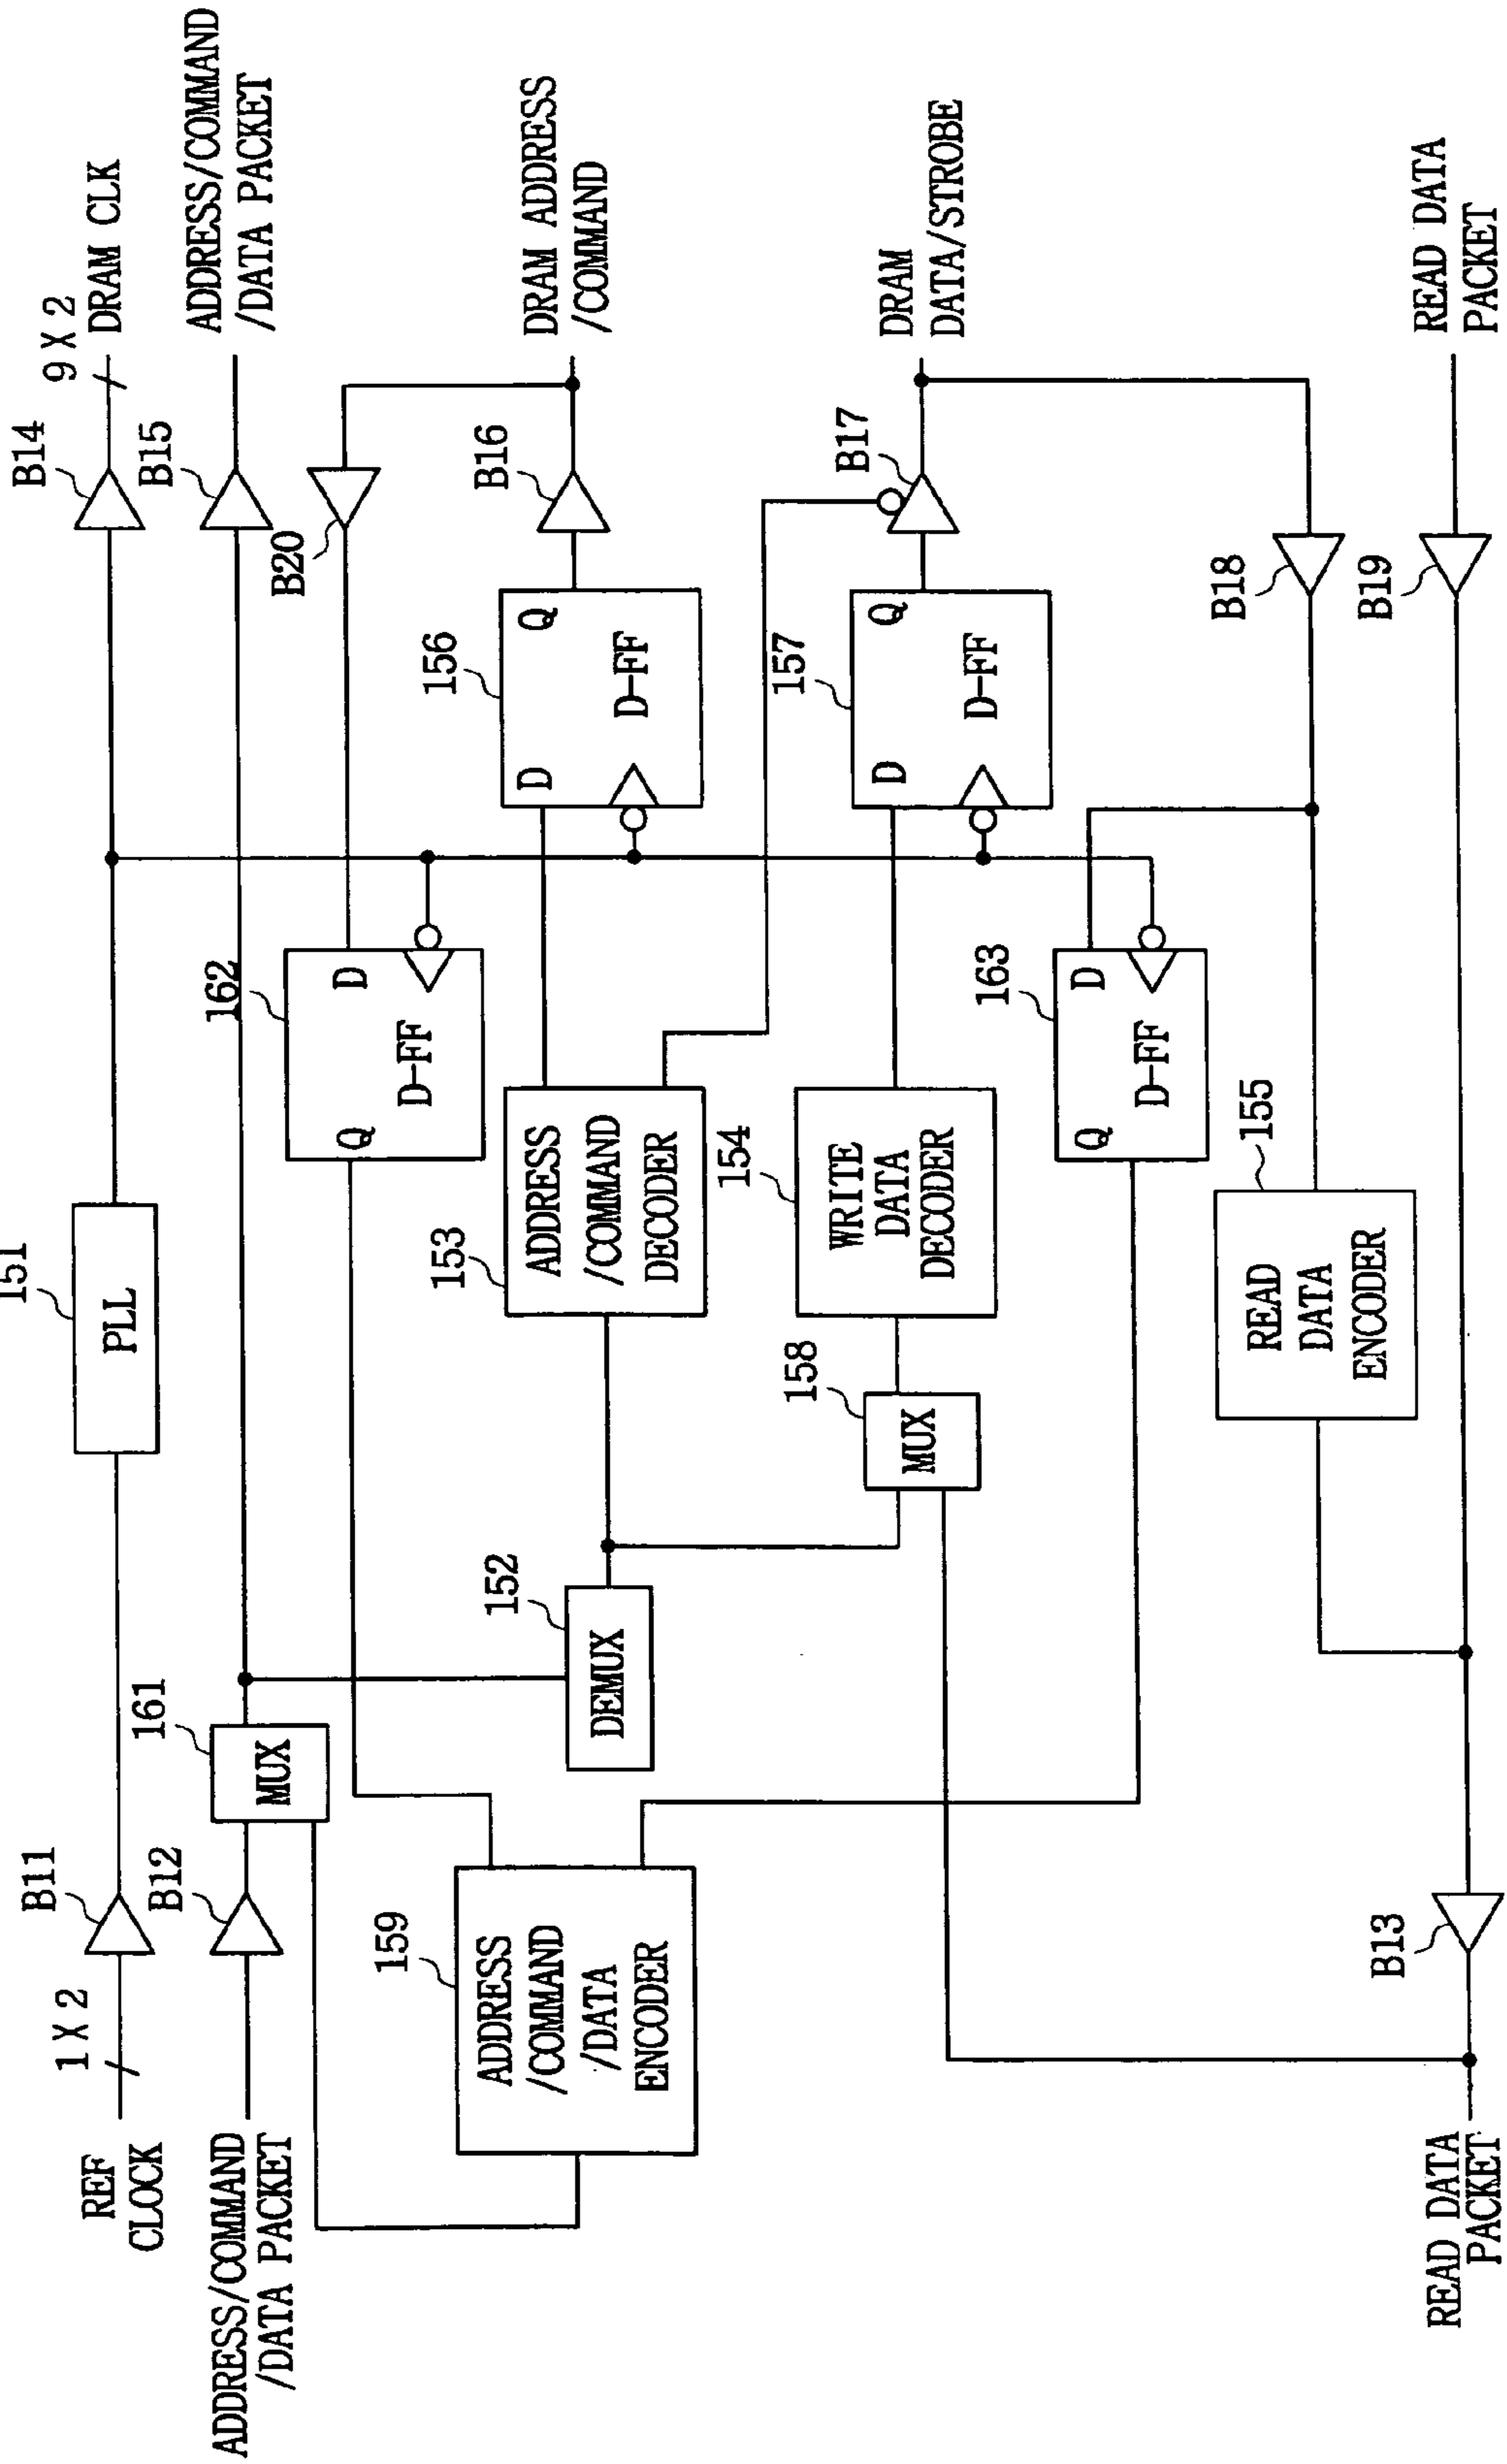 REF
CLOCK
1 X 2
B11
151
PLL
B14
9 X 2
DRAM CLK
ADDRESS/COMMAND
/DATA PACKET
B12
161
MUX
B15
ADDRESS/COMMAND
/DATA PACKET
162
Q
D
D-FF
B20
159
ADDRESS
/COMMAND
/DATA
ENCODER
152
DEMUX
153
ADDRESS
/COMMAND
DECODER
156
D
Q
D-FF
B16
DRAM ADDRESS
/COMMAND
158
MUX
154
WRITE
DATA
DECODER
157
D
Q
D-FF
B17
DRAM
DATA/STROBE
163
Q
D
D-FF
155
READ
DATA
ENCODER
B18
READ DATA
PACKET
B13
B19
READ DATA
PACKET